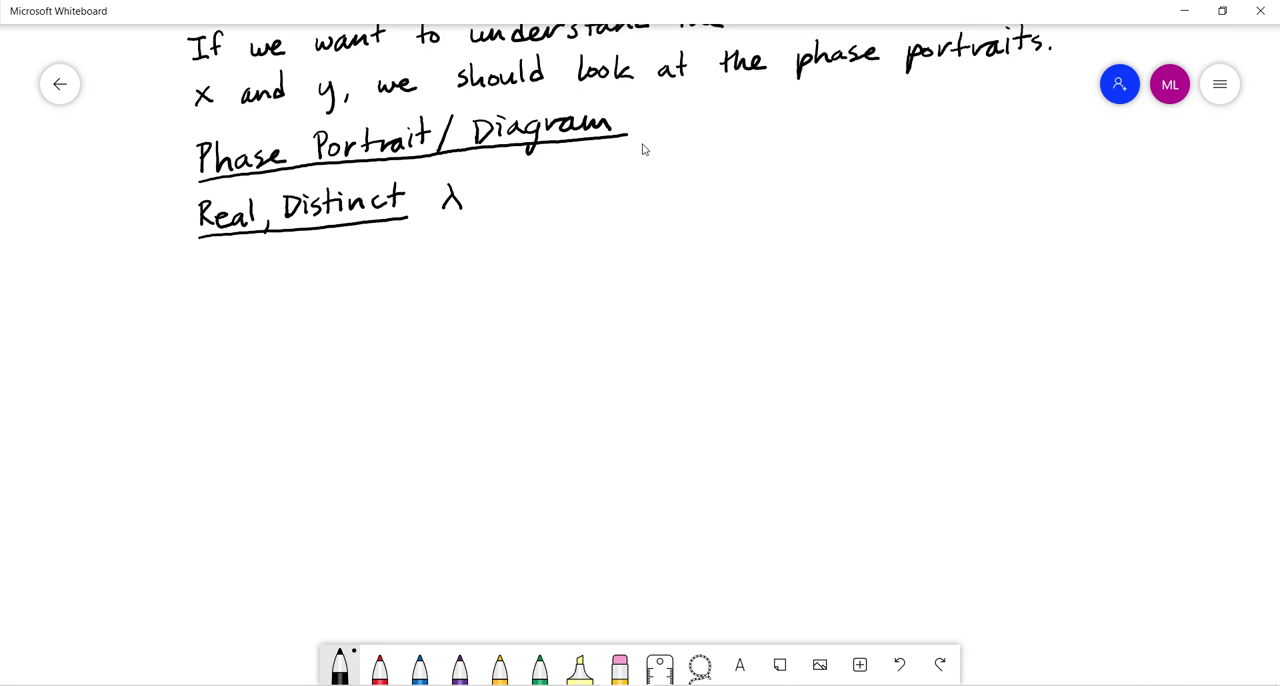 Microsoft Whiteboard
If we want to understand
x and y, we should look at the phase portraits.
ML
Phase Portrait/ Diagram
Real, Distinct λ
A